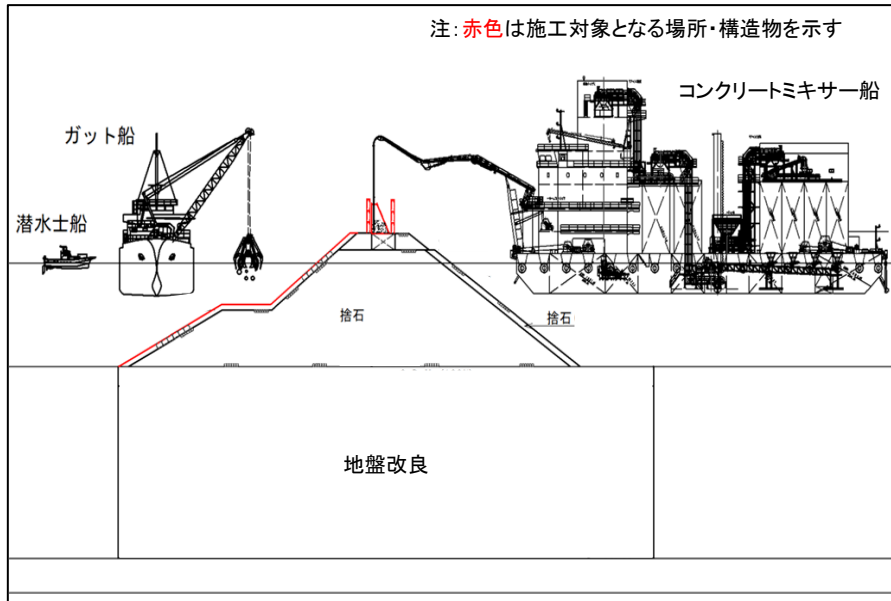 注：赤色は施工対象となる場所・構造物を示す
コンクリートミキサー船
ガット船
潜水士船
捨石
捨石
地盤改良